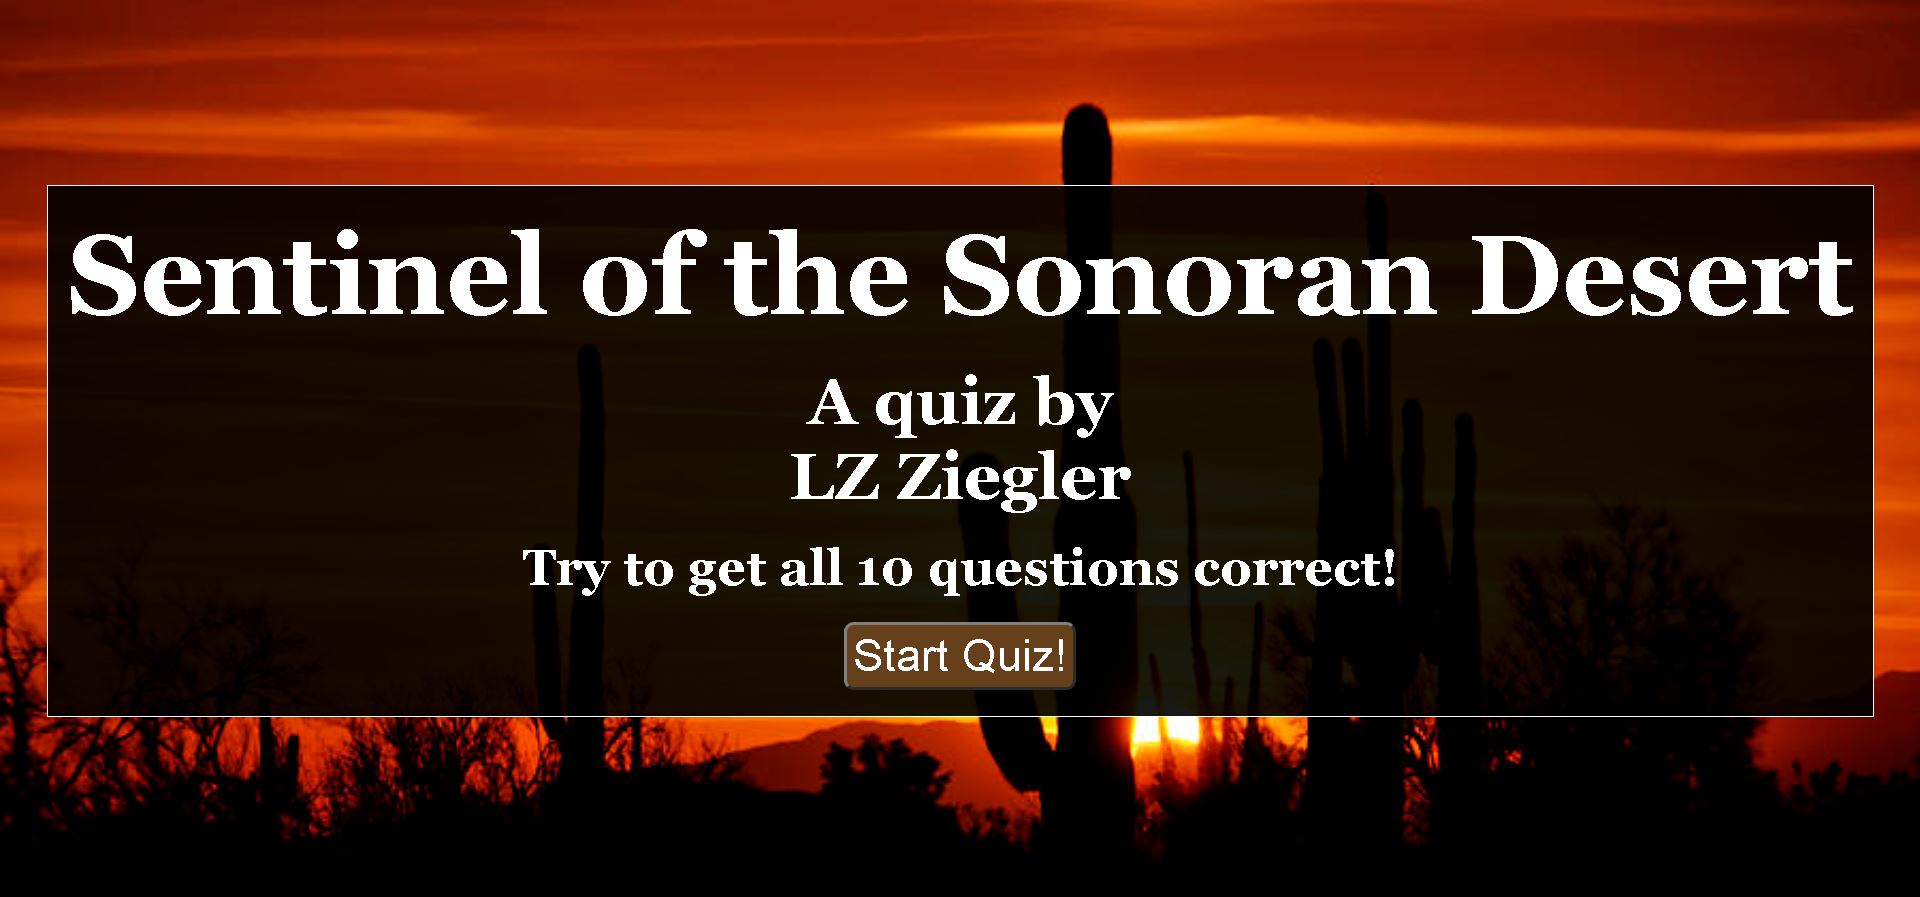 Sentinel of the Sonoran Desert
A quiz by
LZ Ziegler
Try to get all 10 questions correct!
Start Quiz!